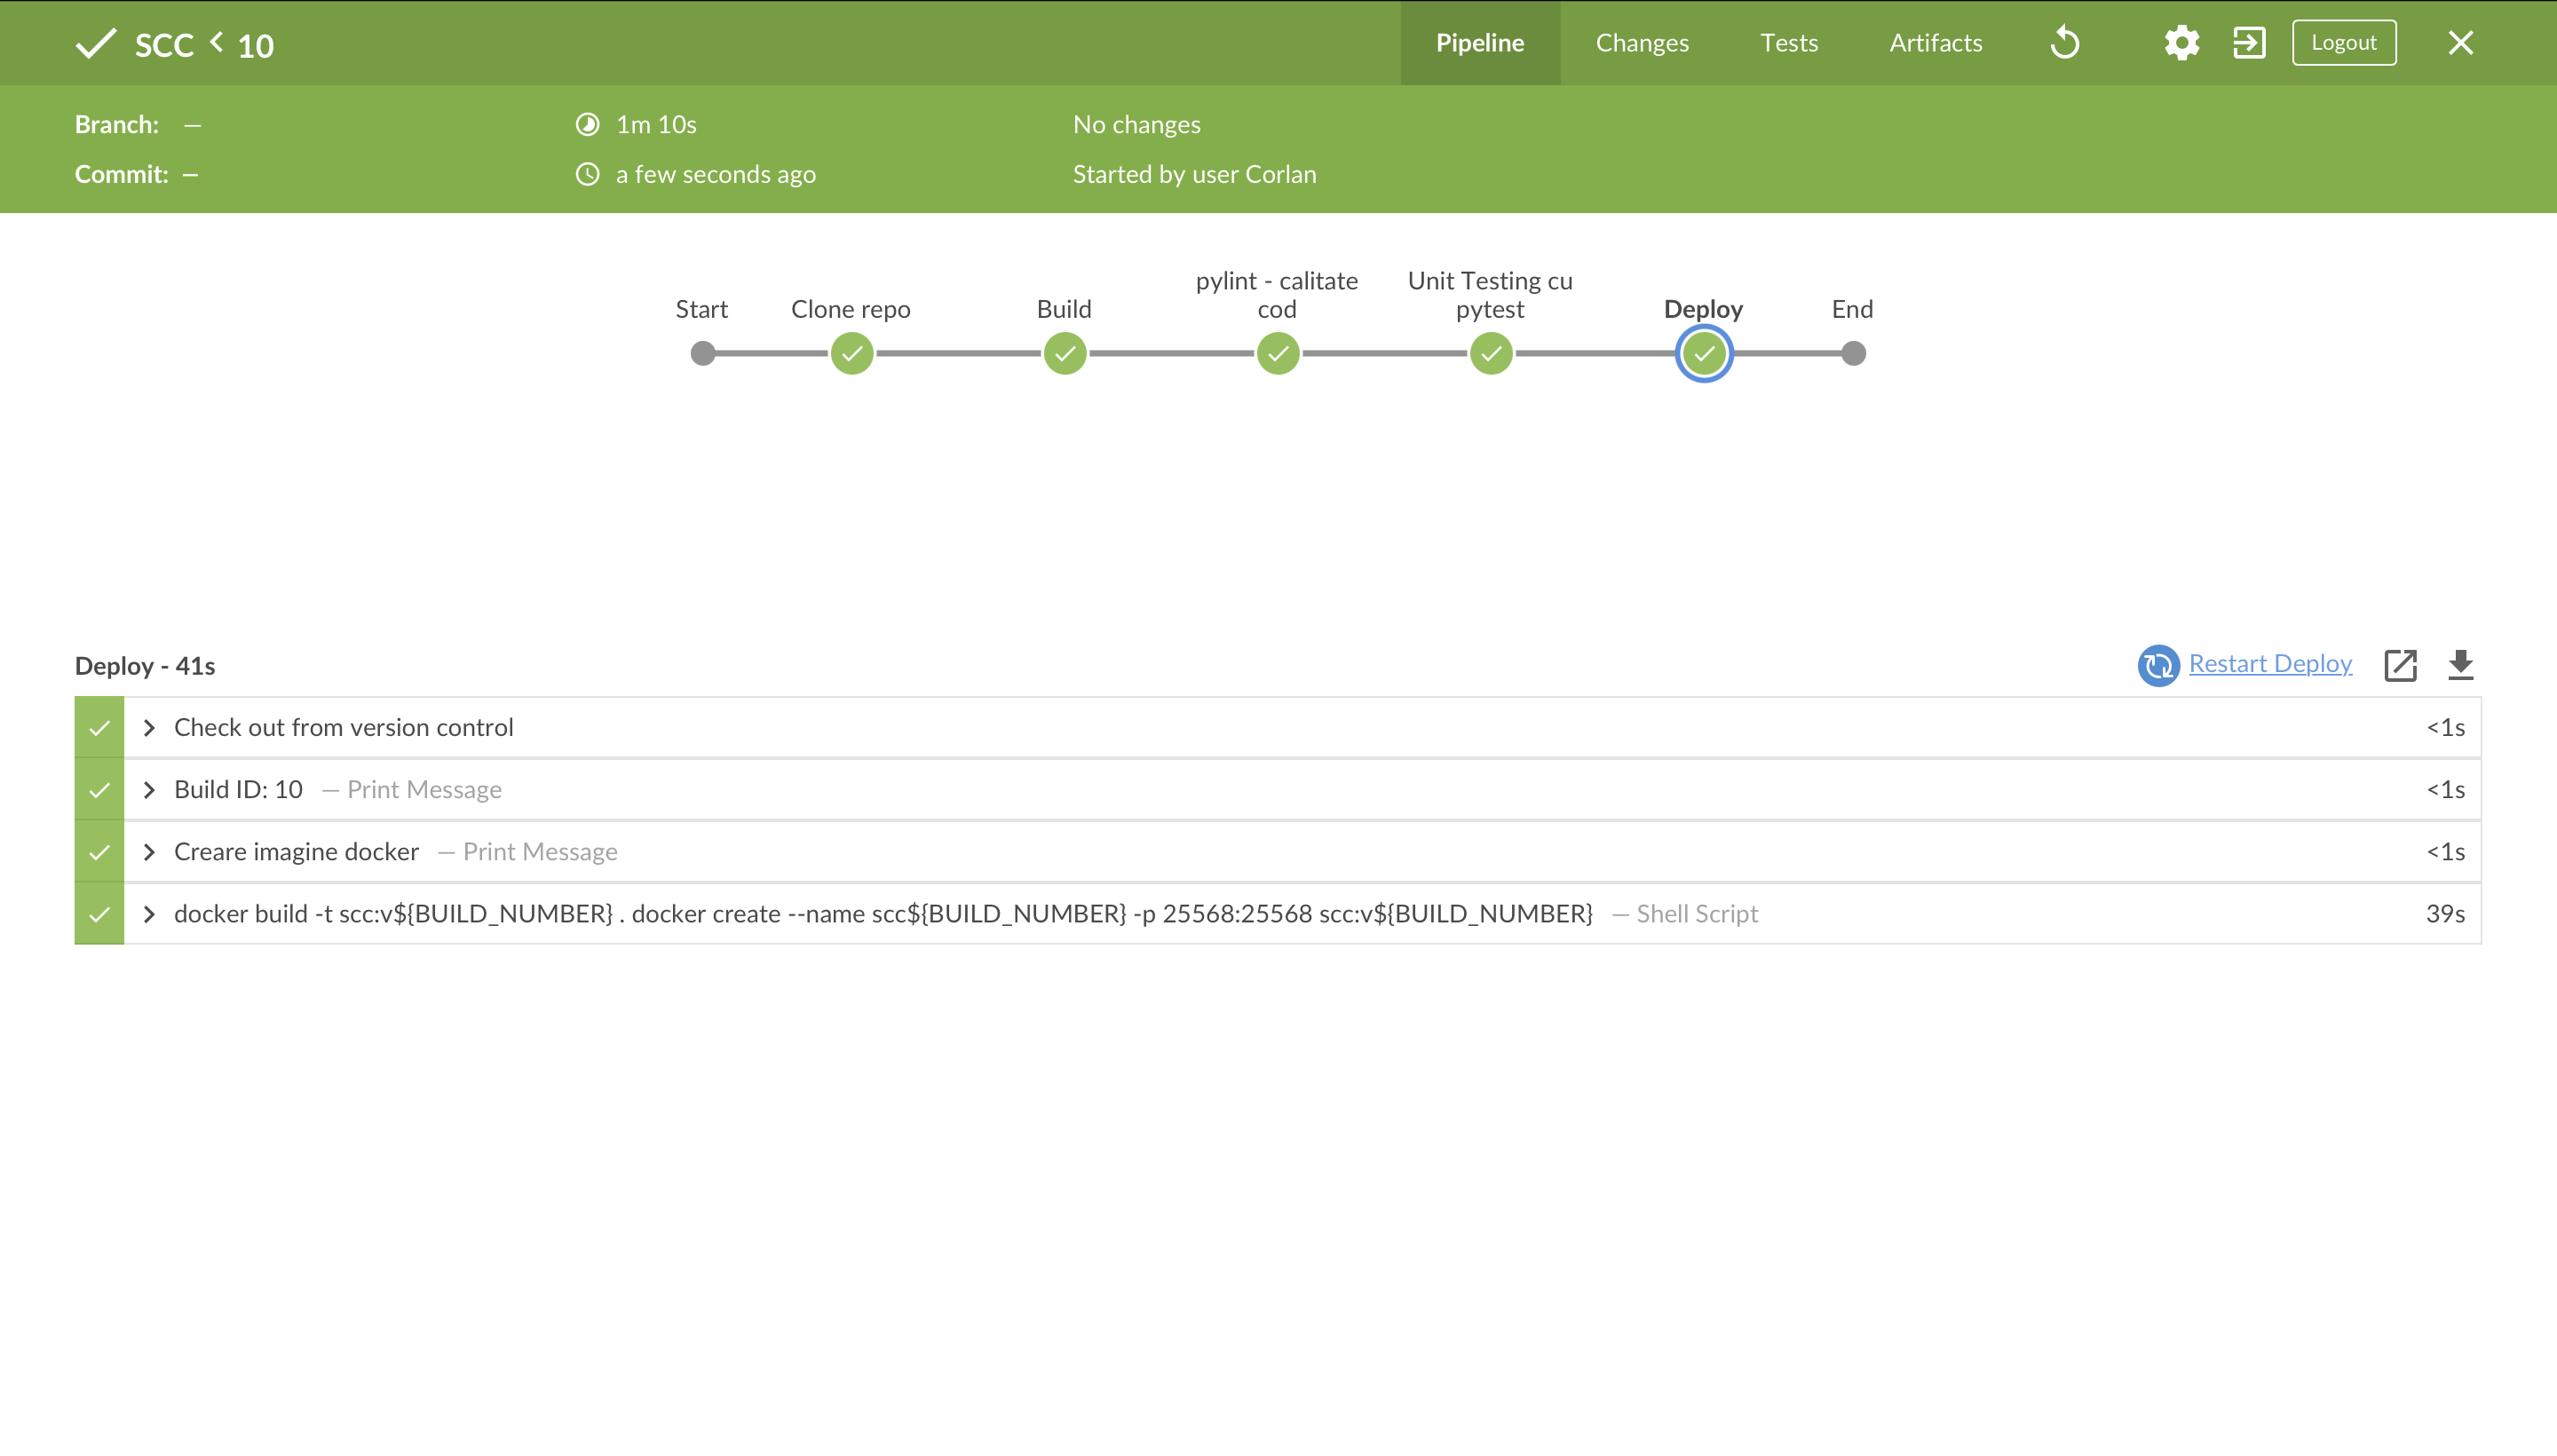 SCC < 10
Pipeline
Changes
Tests
Artifacts
Logout
Branch: —
1m 10s
No changes
Commit: —
a few seconds ago
Started by user Corlan
Start
Clone repo
Build
pylint - calitate
cod
Unit Testing cu
pytest
Deploy
End
Deploy - 41s
Restart Deploy
Check out from version control
<1s
Build ID: 10 — Print Message
<1s
Creare imagine docker — Print Message
<1s
docker build -t scc:v${BUILD_NUMBER} . docker create --name scc${BUILD_NUMBER} -p 25568:25568 scc:v${BUILD_NUMBER} — Shell Script
39s